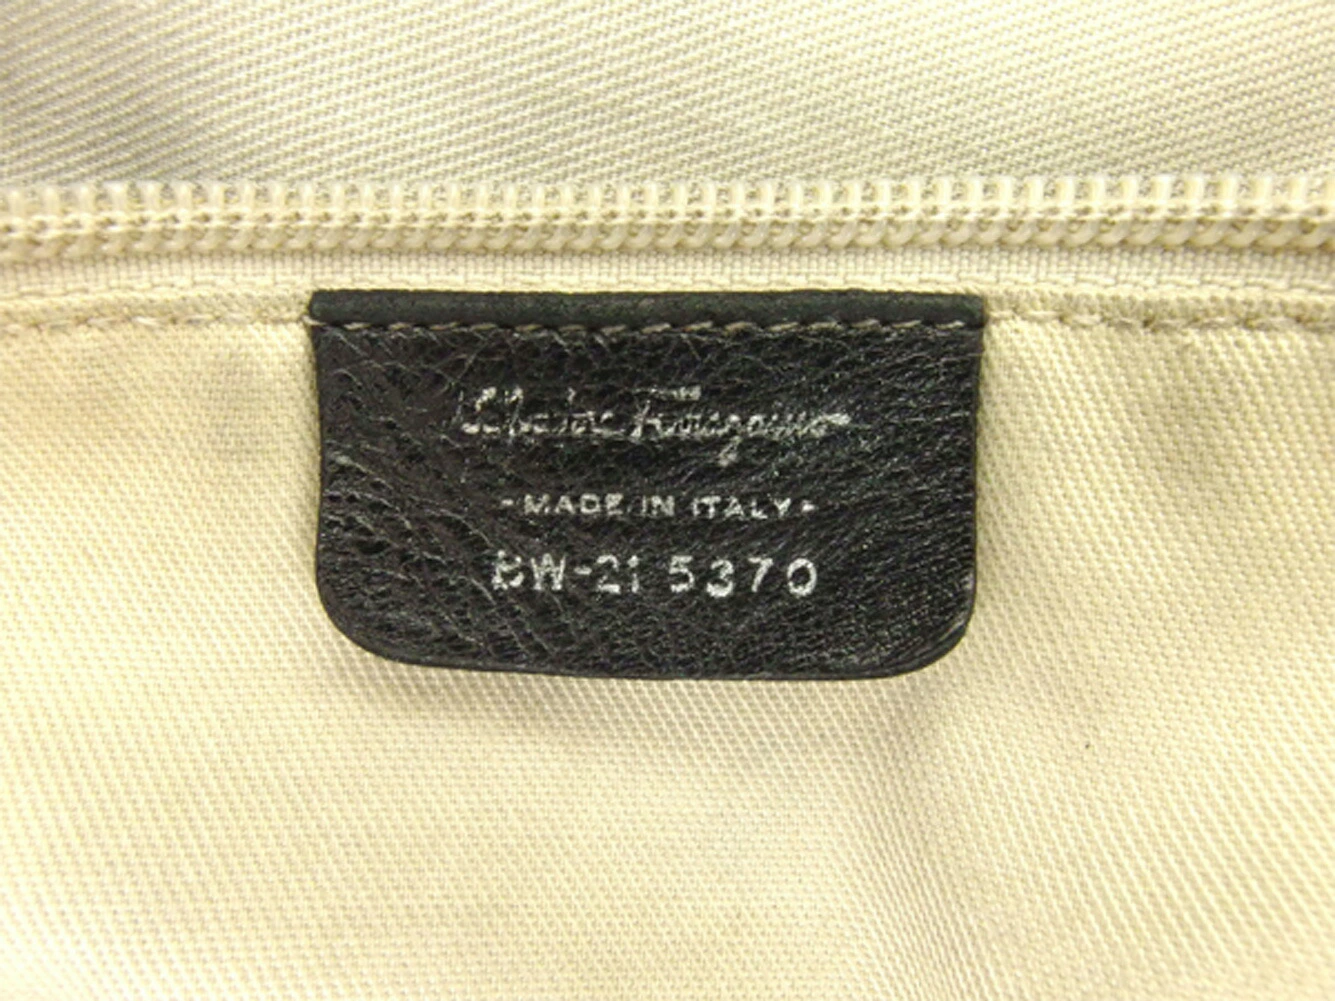 Salvatore Ferragamo
- MADE IN ITALY -
BW-21 5370